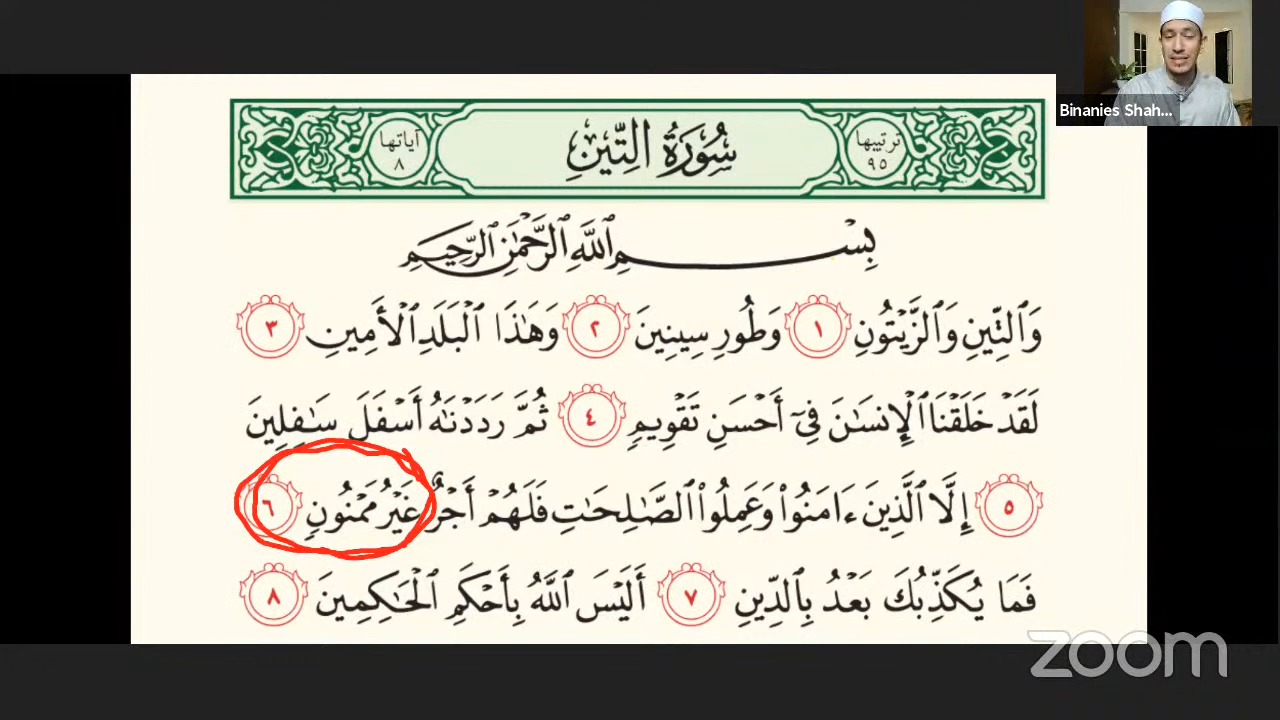 Binanies Shah...
سُورَةُ التِّينِ
ترتيبها
٩٥
آياتها
٨
بِسْمِ ٱللَّهِ ٱلرَّحْمَٰنِ ٱلرَّحِيمِ
وَٱلتِّينِ وَٱلزَّيْتُونِ ١ وَطُورِ سِينِينَ ٢ وَهَٰذَا ٱلْبَلَدِ ٱلْأَمِينِ ٣
لَقَدْ خَلَقْنَا ٱلْإِنسَٰنَ فِىٓ أَحْسَنِ تَقْوِيمٍ ٤ ثُمَّ رَدَدْنَٰهُ أَسْفَلَ سَٰفِلِينَ
٥ إِلَّا ٱلَّذِينَ ءَامَنُوا۟ وَعَمِلُوا۟ ٱلصَّٰلِحَٰتِ فَلَهُمْ أَجْرٌ غَيْرُ مَمْنُونٍ ٦
فَمَا يُكَذِّبُكَ بَعْدُ بِٱلدِّينِ ٧ أَلَيْسَ ٱللَّهُ بِأَحْكَمِ ٱلْحَٰكِمِينَ ٨
zoom